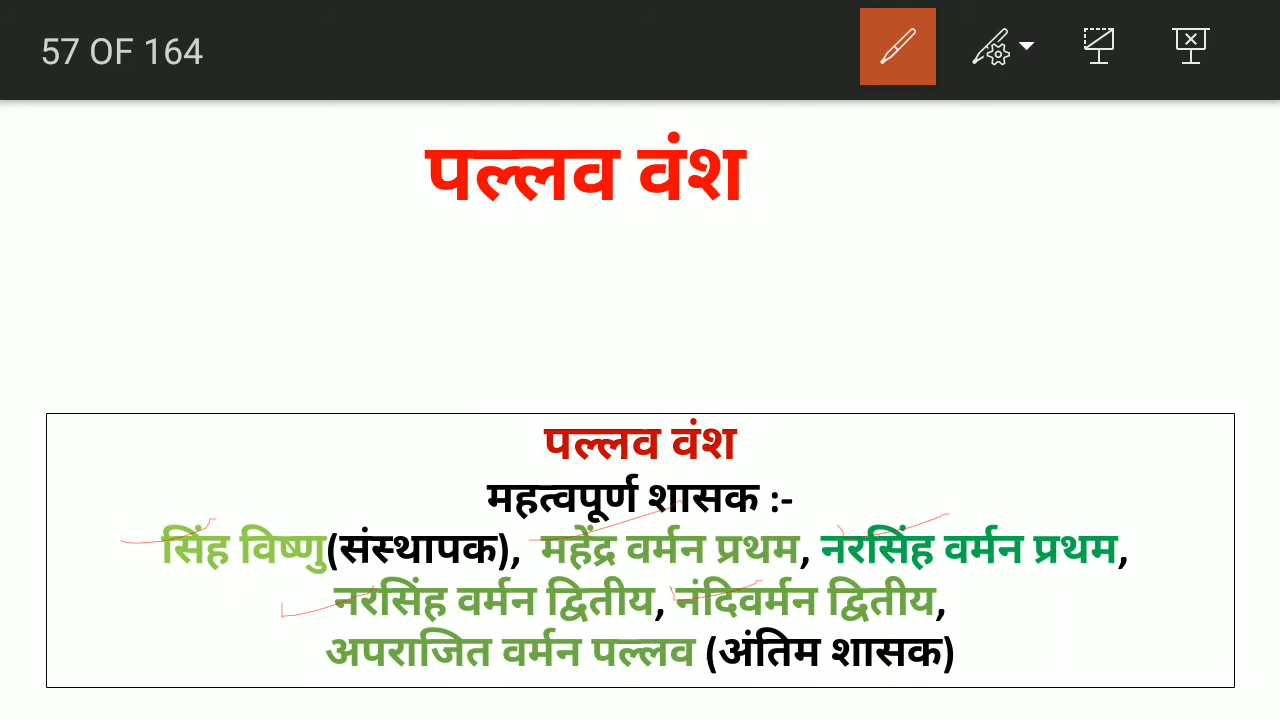 57 OF 164
पल्लव वंश
पल्लव वंश
महत्वपूर्ण शासक :-
सिंह विष्णु(संस्थापक), महेंद्र वर्मन प्रथम, नरसिंह वर्मन प्रथम,
नरसिंह वर्मन द्वितीय, नंदिवर्मन द्वितीय,
अपराजित वर्मन पल्लव (अंतिम शासक)